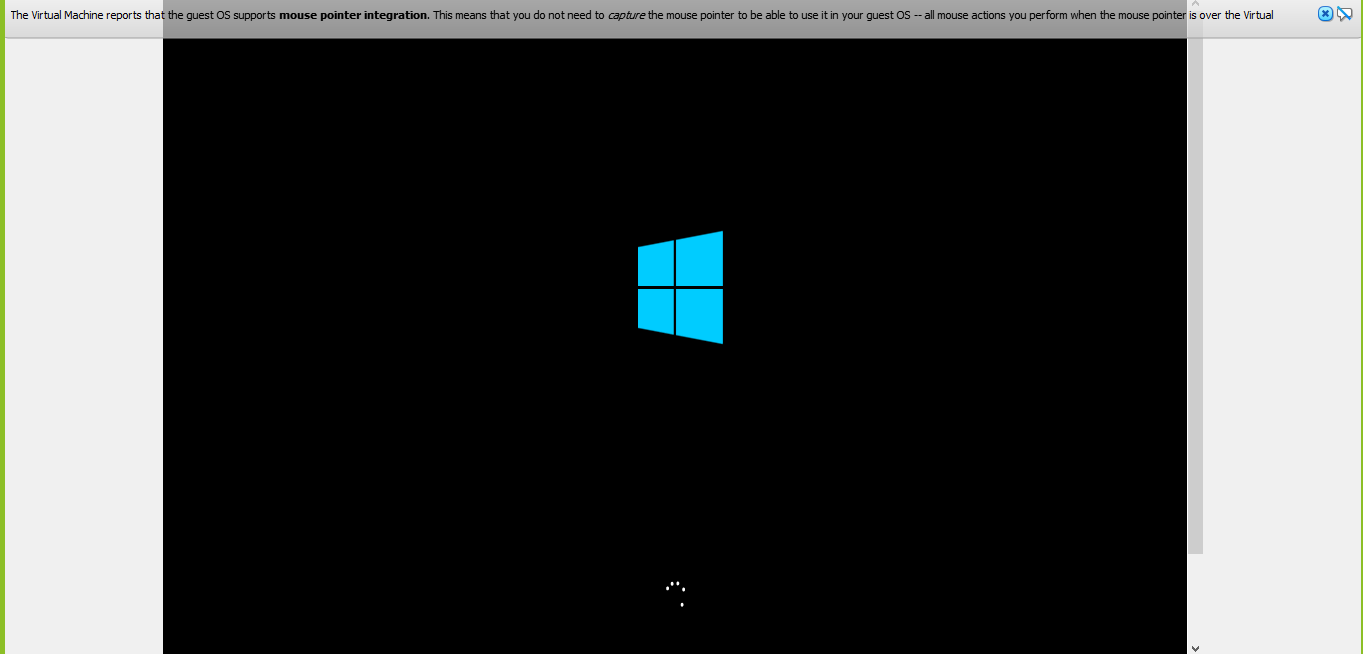 The Virtual Machine reports that the guest OS supports mouse pointer integration. This means that you do not need to capture the mouse pointer to be able to use it in your guest OS -- all mouse actions you perform when the mouse pointer is over the Virtual